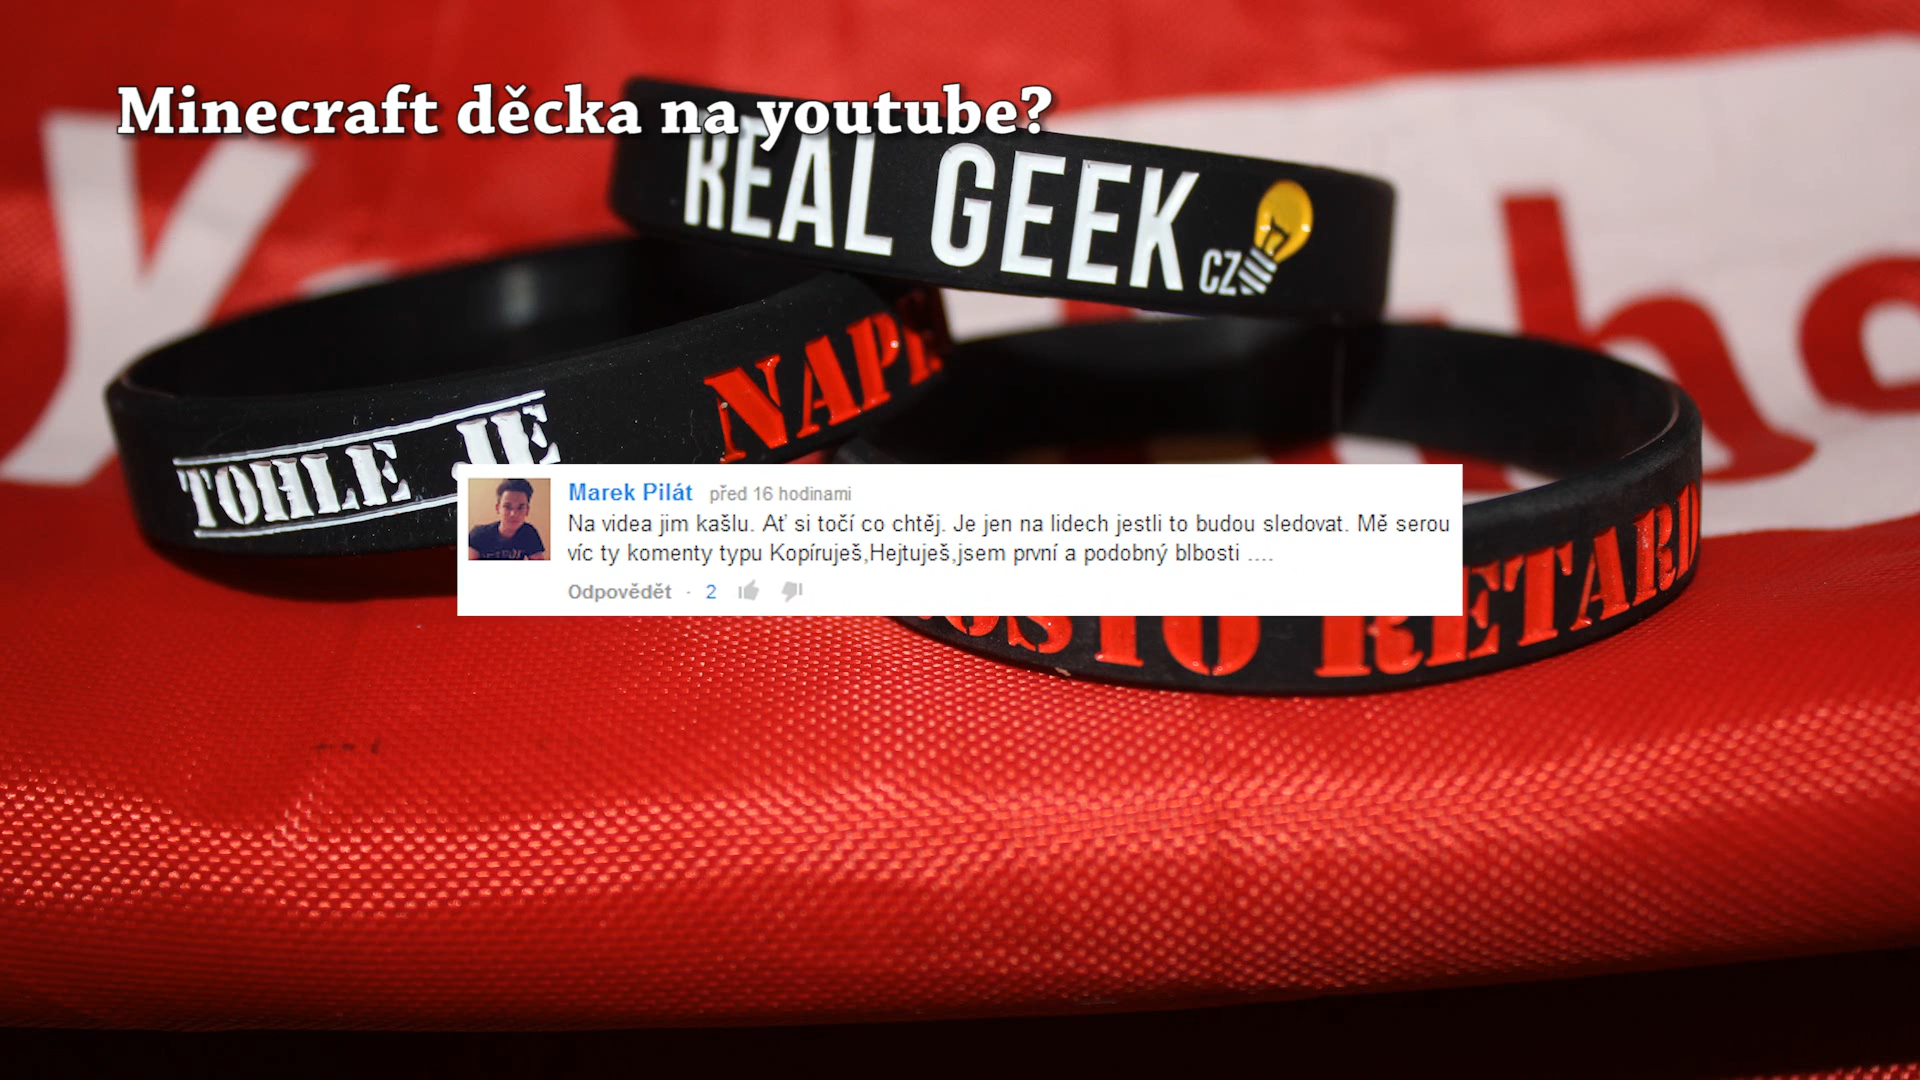 Minecraft děcka na youtube?
REAL GEEK
CZ
TOHLE JE
Marek Pilát před 16 hodinami
Na videa jim kašlu. Ať si točí co chtěj. Je jen na lidech jestli to budou sledovat. Mě serou
víc ty komenty typu Kopíruješ,Hejtuješ,jsem první a podobný blbosti ....
Odpovědět · 2
RETARD